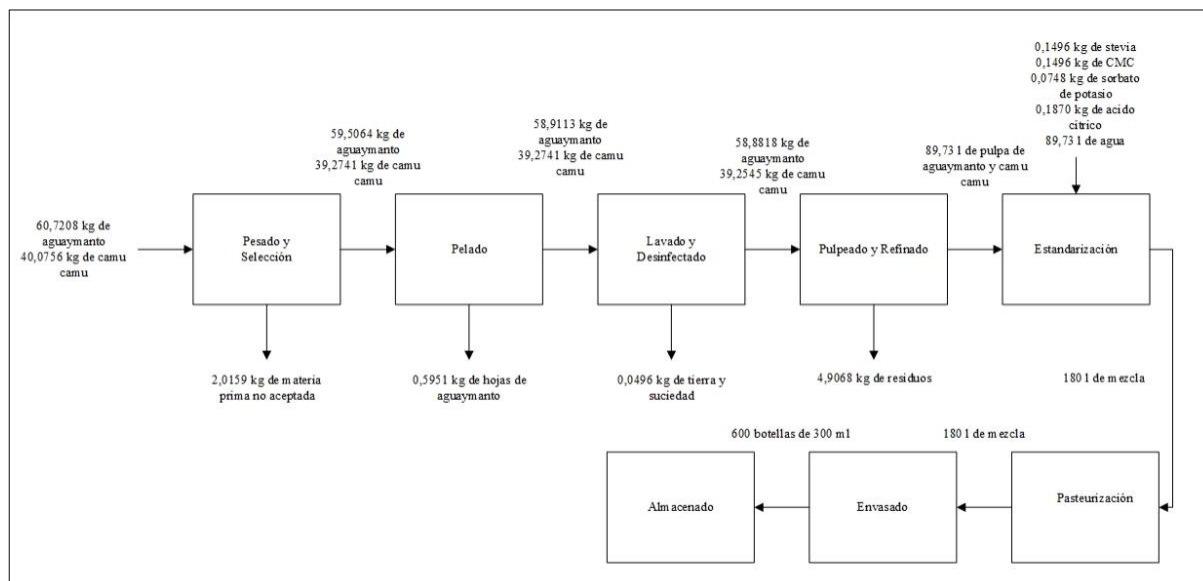 0,1496 kg de stevia
0,1496 kg de CMC
0,0748 kg de sorbato
de potasio
0,1870 kg de acido
cítrico
89,73 l de agua
59,5064 kg de
aguaymanto
39,2741 kg de camu
camu
58,9113 kg de
aguaymanto
39,2741 kg de camu
camu
58,8818 kg de
aguaymanto
39,2545 kg de camu
camu
89,73 l de pulpa de
aguaymanto y camu
camu
60,7208 kg de
aguaymanto
40,0756 kg de camu
camu
Pesado y
Selección
Pelado
Lavado y
Desinfectado
Pulpeado y Refinado
Estandarización
2,0159 kg de materia
prima no aceptada
0,5951 kg de hojas de
aguaymanto
0,0496 kg de tierra y
suciedad
4,9068 kg de residuos
180 l de mezcla
600 botellas de 300 ml
180 l de mezcla
Almacenado
Envasado
Pasteurización